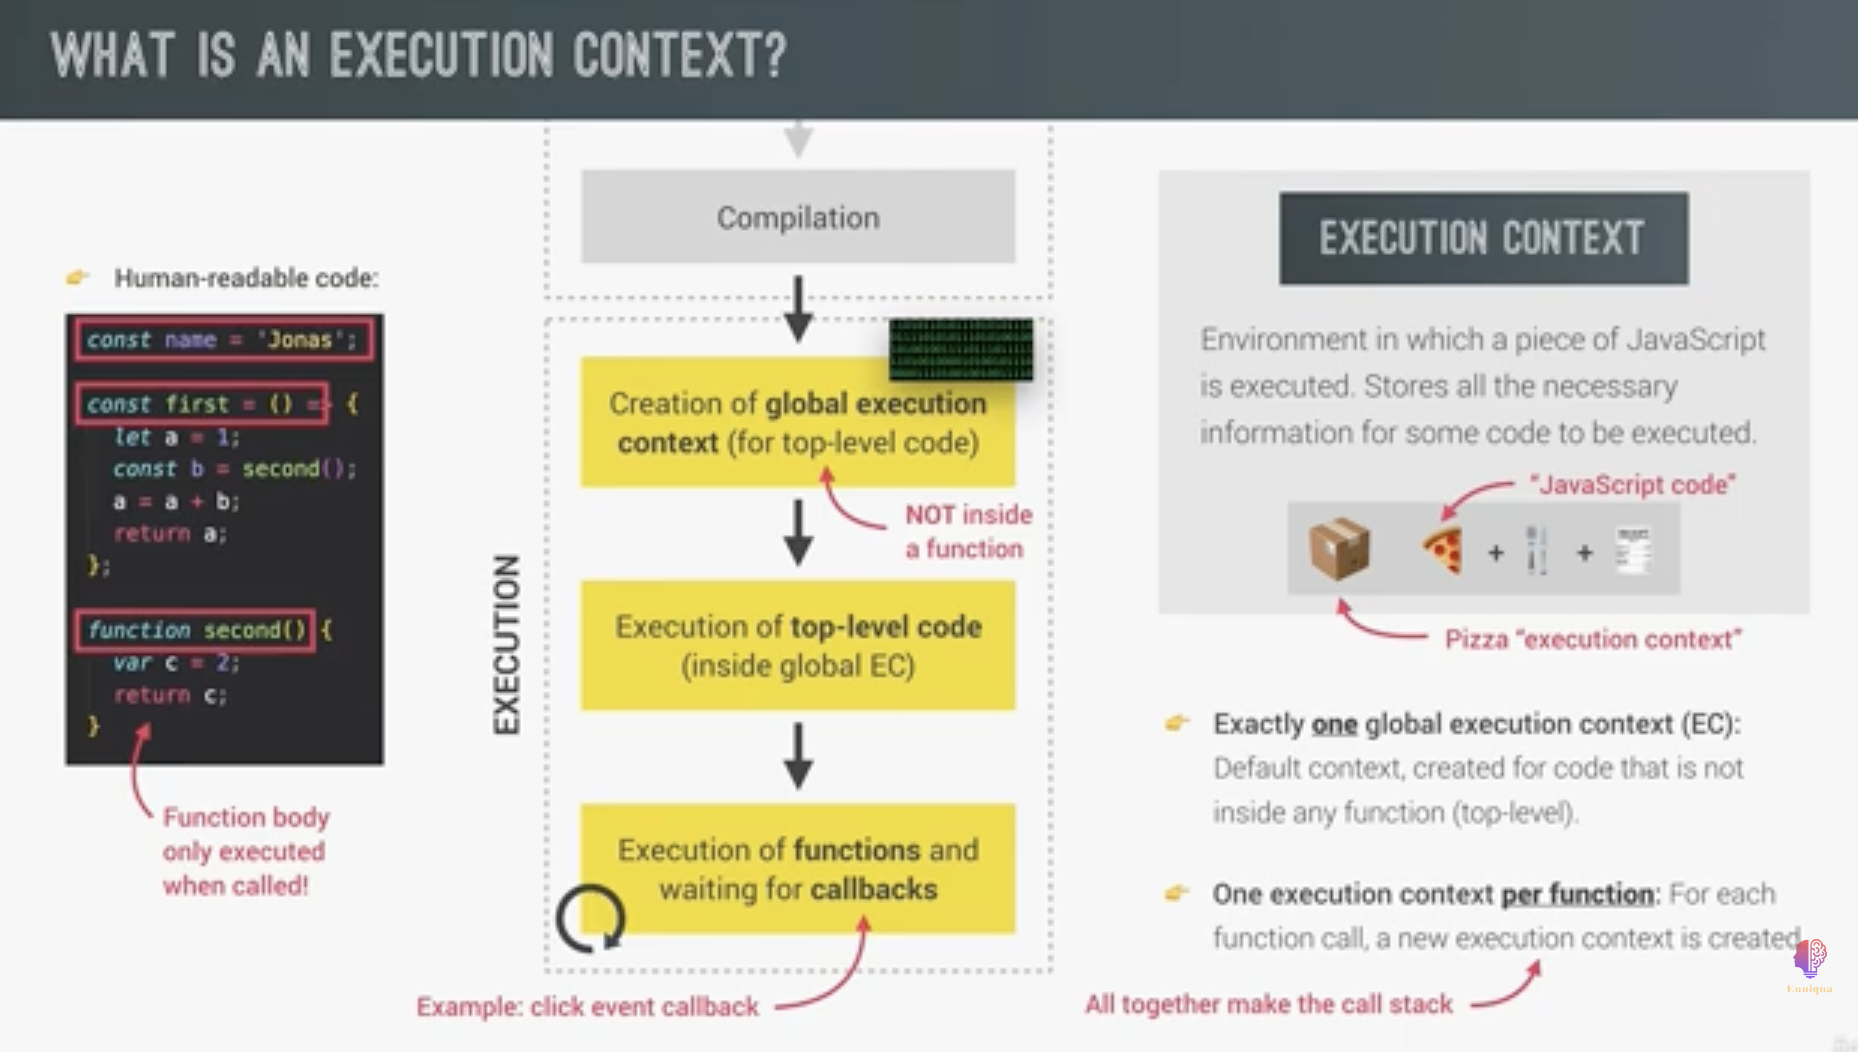 WHAT IS AN EXECUTION CONTEXT?
Human-readable code:
const name = 'Jonas';
const first = () => {
let a = 1;
const b = second();
a = a + b;
return a;
};
function second() {
var c = 2;
return c;
}
Function body
only executed
when called!
EXECUTION
Compilation
Creation of global execution
context (for top-level code)
NOT inside
a function
Execution of top-level code
(inside global EC)
Execution of functions and
waiting for callbacks
Example: click event callback
EXECUTION CONTEXT
Environment in which a piece of JavaScript
is executed. Stores all the necessary
information for some code to be executed.
"JavaScript code"
+ +
Pizza "execution context"
Exactly one global execution context (EC):
Default context, created for code that is not
inside any function (top-level).
One execution context per function: For each
function call, a new execution context is created
All together make the call stack
Euniqua